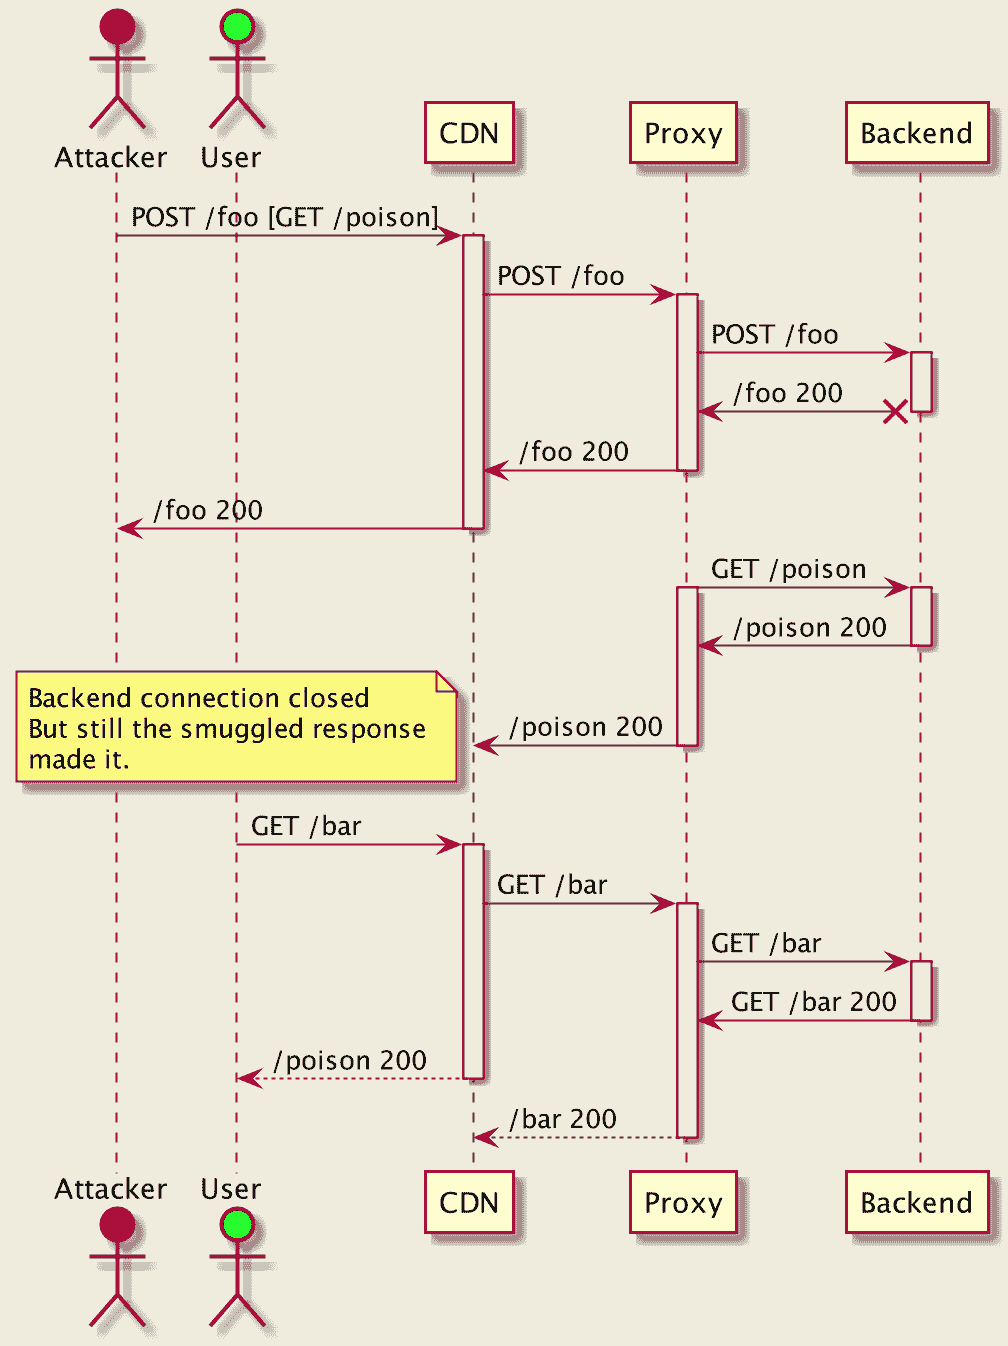 Attacker
User
CDN
Proxy
Backend
POST /foo [GET /poison]
POST /foo
POST /foo
/foo 200
/foo 200
/foo 200
GET /poison
/poison 200
Backend connection closed
But still the smuggled response
made it.
/poison 200
GET /bar
GET /bar
GET /bar
GET /bar 200
/poison 200
/bar 200
Attacker
User
CDN
Proxy
Backend